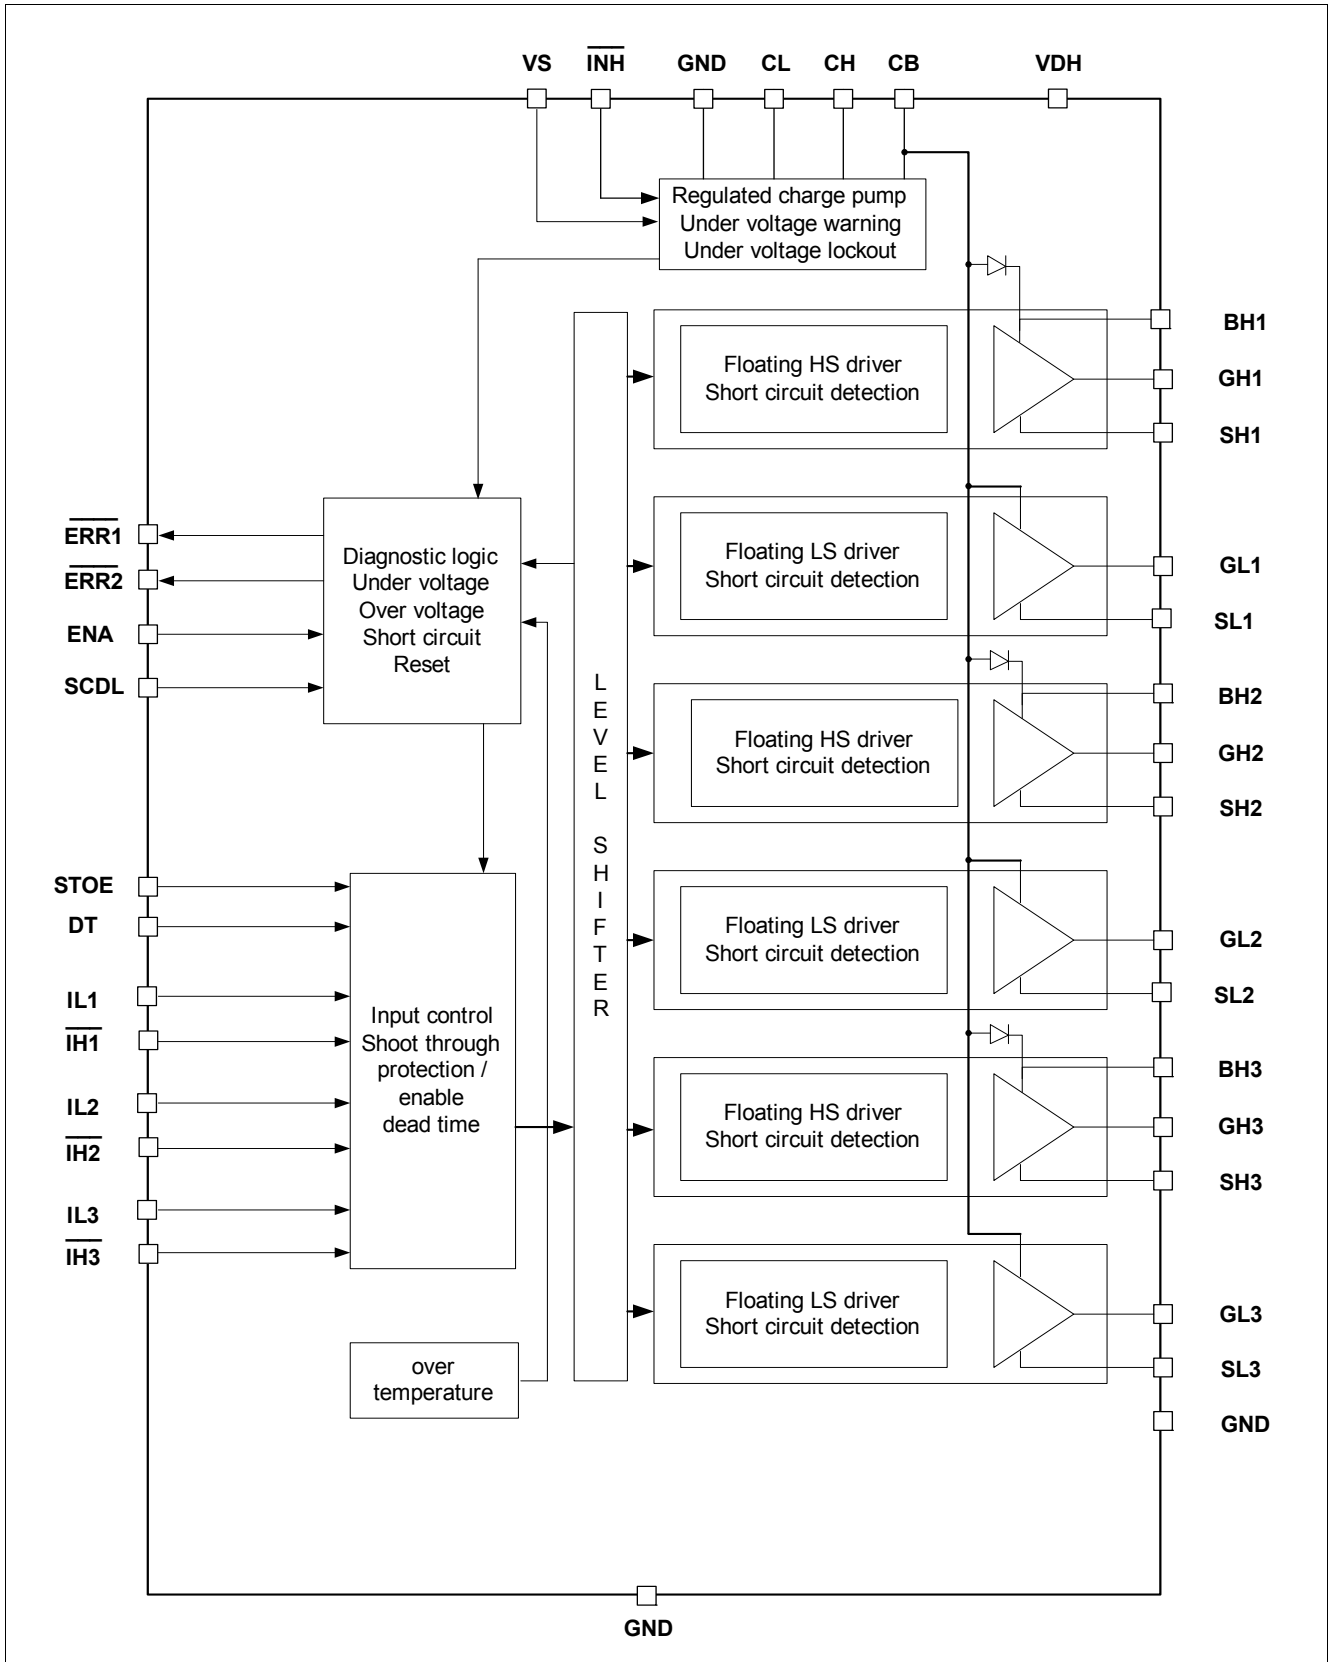 VS INH GND CL CH CB VDH
Regulated charge pump
Under voltage warning
Under voltage lockout
BH1
Floating HS driver
Short circuit detection
GH1
SH1
Floating LS driver
Short circuit detection
GL1
SL1
BH2
Floating HS driver
Short circuit detection
GH2
SH2
Floating LS driver
Short circuit detection
GL2
SL2
BH3
Floating HS driver
Short circuit detection
GH3
SH3
Floating LS driver
Short circuit detection
GL3
SL3
GND
LEVEL SHIFTER
ERR1
ERR2
ENA
SCDL
Diagnostic logic
Under voltage
Over voltage
Short circuit
Reset
STOE
DT
IL1
IH1
IL2
IH2
IL3
IH3
Input control
Shoot through
protection /
enable
dead time
over
temperature
GND